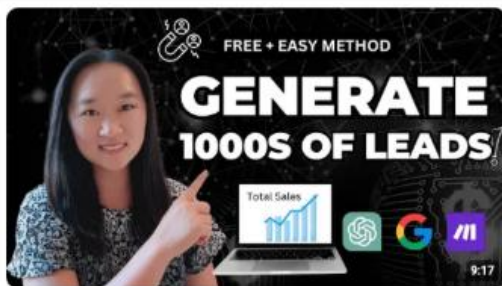 FREE + EASY METHOD
GENERATE
1000S OF LEADS
Total Sales
9:17